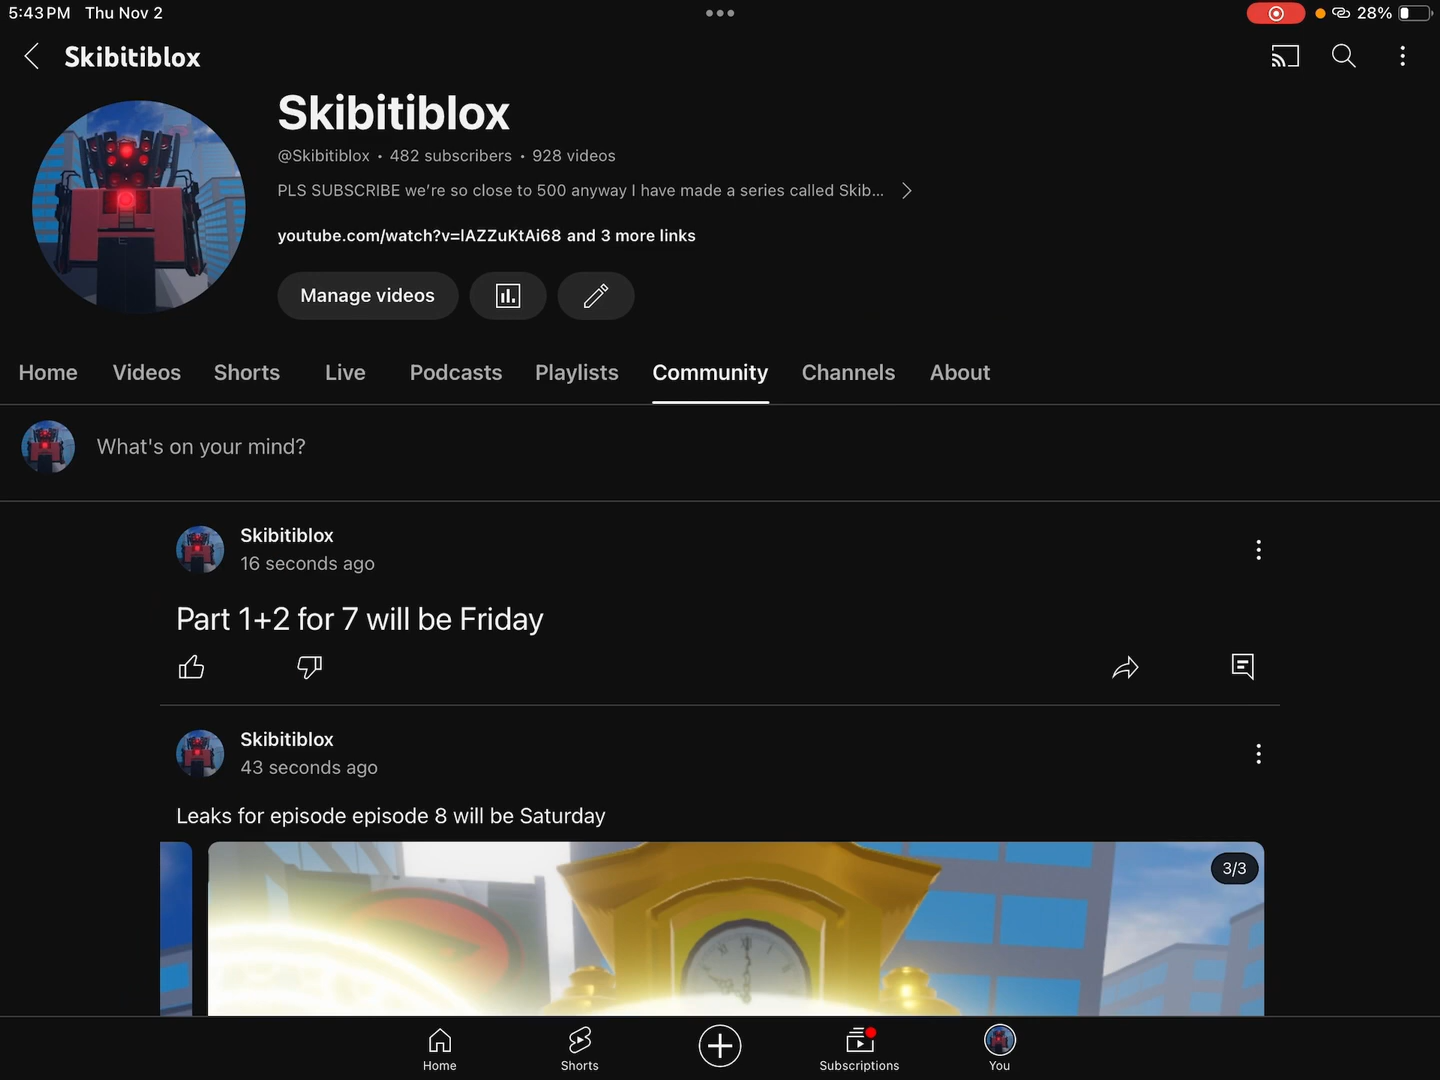 5:43 PM Thu Nov 2
28%
Skibitiblox
Skibitiblox
@Skibitiblox • 482 subscribers • 928 videos
PLS SUBSCRIBE we're so close to 500 anyway I have made a series called Skib...
youtube.com/watch?v=lAZZuKtAi68 and 3 more links
Manage videos
Home Videos Shorts Live Podcasts Playlists Community Channels About
What's on your mind?
Skibitiblox
16 seconds ago
Part 1+2 for 7 will be Friday
Skibitiblox
43 seconds ago
Leaks for episode episode 8 will be Saturday
3/3
Home Shorts Subscriptions You